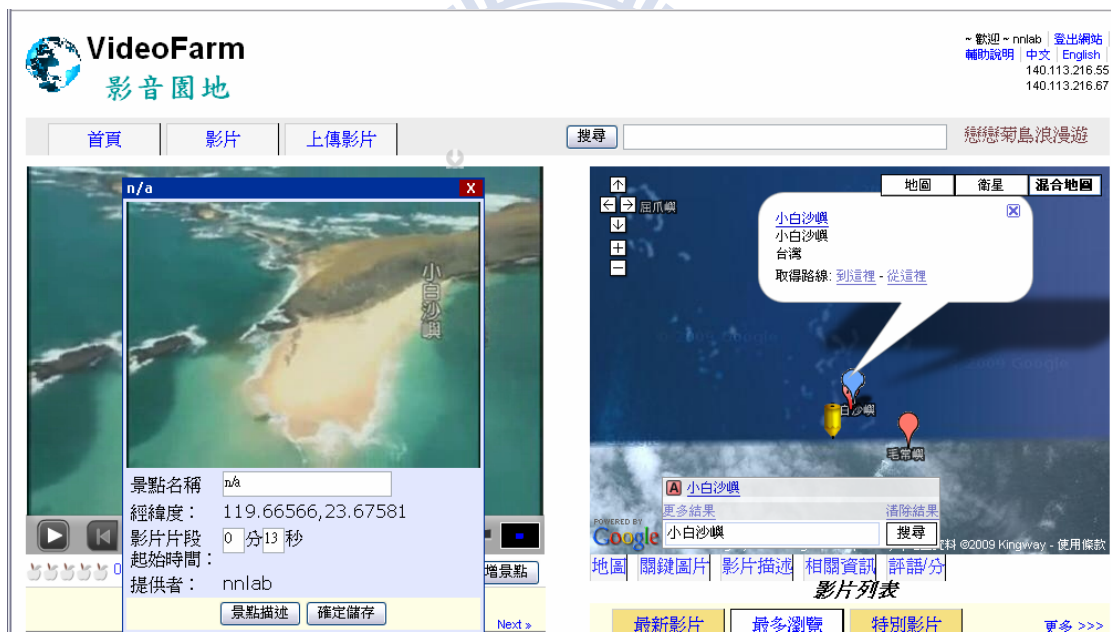 VideoFarm
影音園地
~ 歡迎 ~ nnlab 登出網站
輔助說明 中文 English
140.113.216.55
140.113.216.67
首頁 影片 上傳影片 搜尋 戀戀菊島浪漫遊
n/a X
小白沙嶼
景點名稱 n/a
經緯度: 119.66566,23.67581
影片片段 0 分 13 秒
起始時間:
提供者: nnlab
景點描述 確定儲存
0
增景點
Next »
地圖 衛星 混合地圖
屈爪嶼
小白沙嶼
小白沙嶼
台灣
取得路線: 到這裡 - 從這裡
© 2009 Google
白沙嶼
毛常嶼
A 小白沙嶼
更多結果 清除結果
POWERED BY
Google 小白沙嶼 搜尋
資料 ©2009 Kingway - 使用條款
地圖 關鍵圖片 影片描述 相關資訊 評語/分
影片列表
最新影片 最多瀏覽 特別影片 更多 >>>